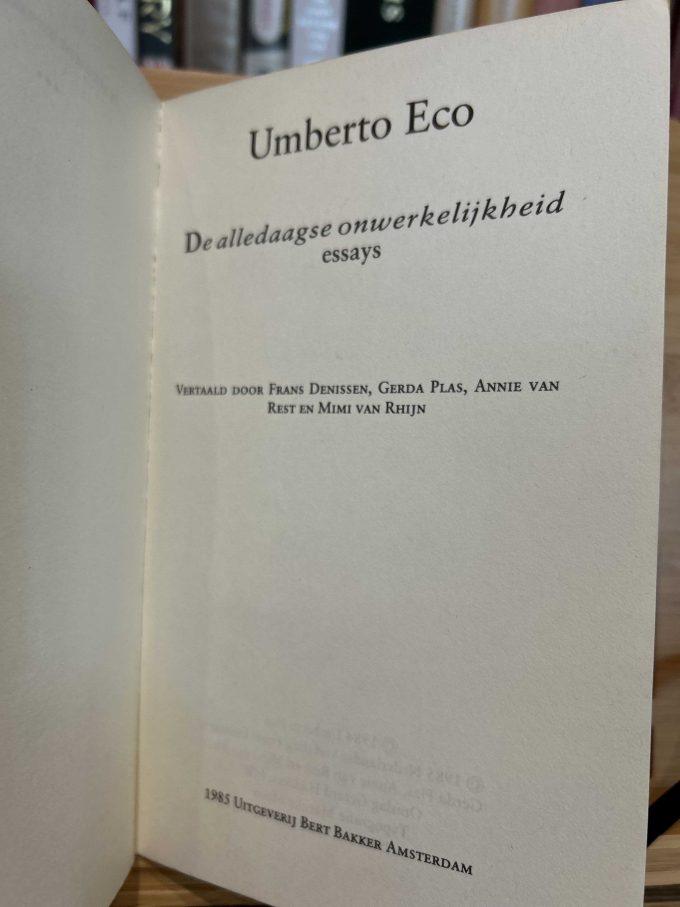 Umberto Eco
De alledaagse onwerkelijkheid
essays
Vertaald door Frans Denissen, Gerda Plas, Annie van
Rest en Mimi van Rhijn
1985 Uitgeverij Bert Bakker Amsterdam